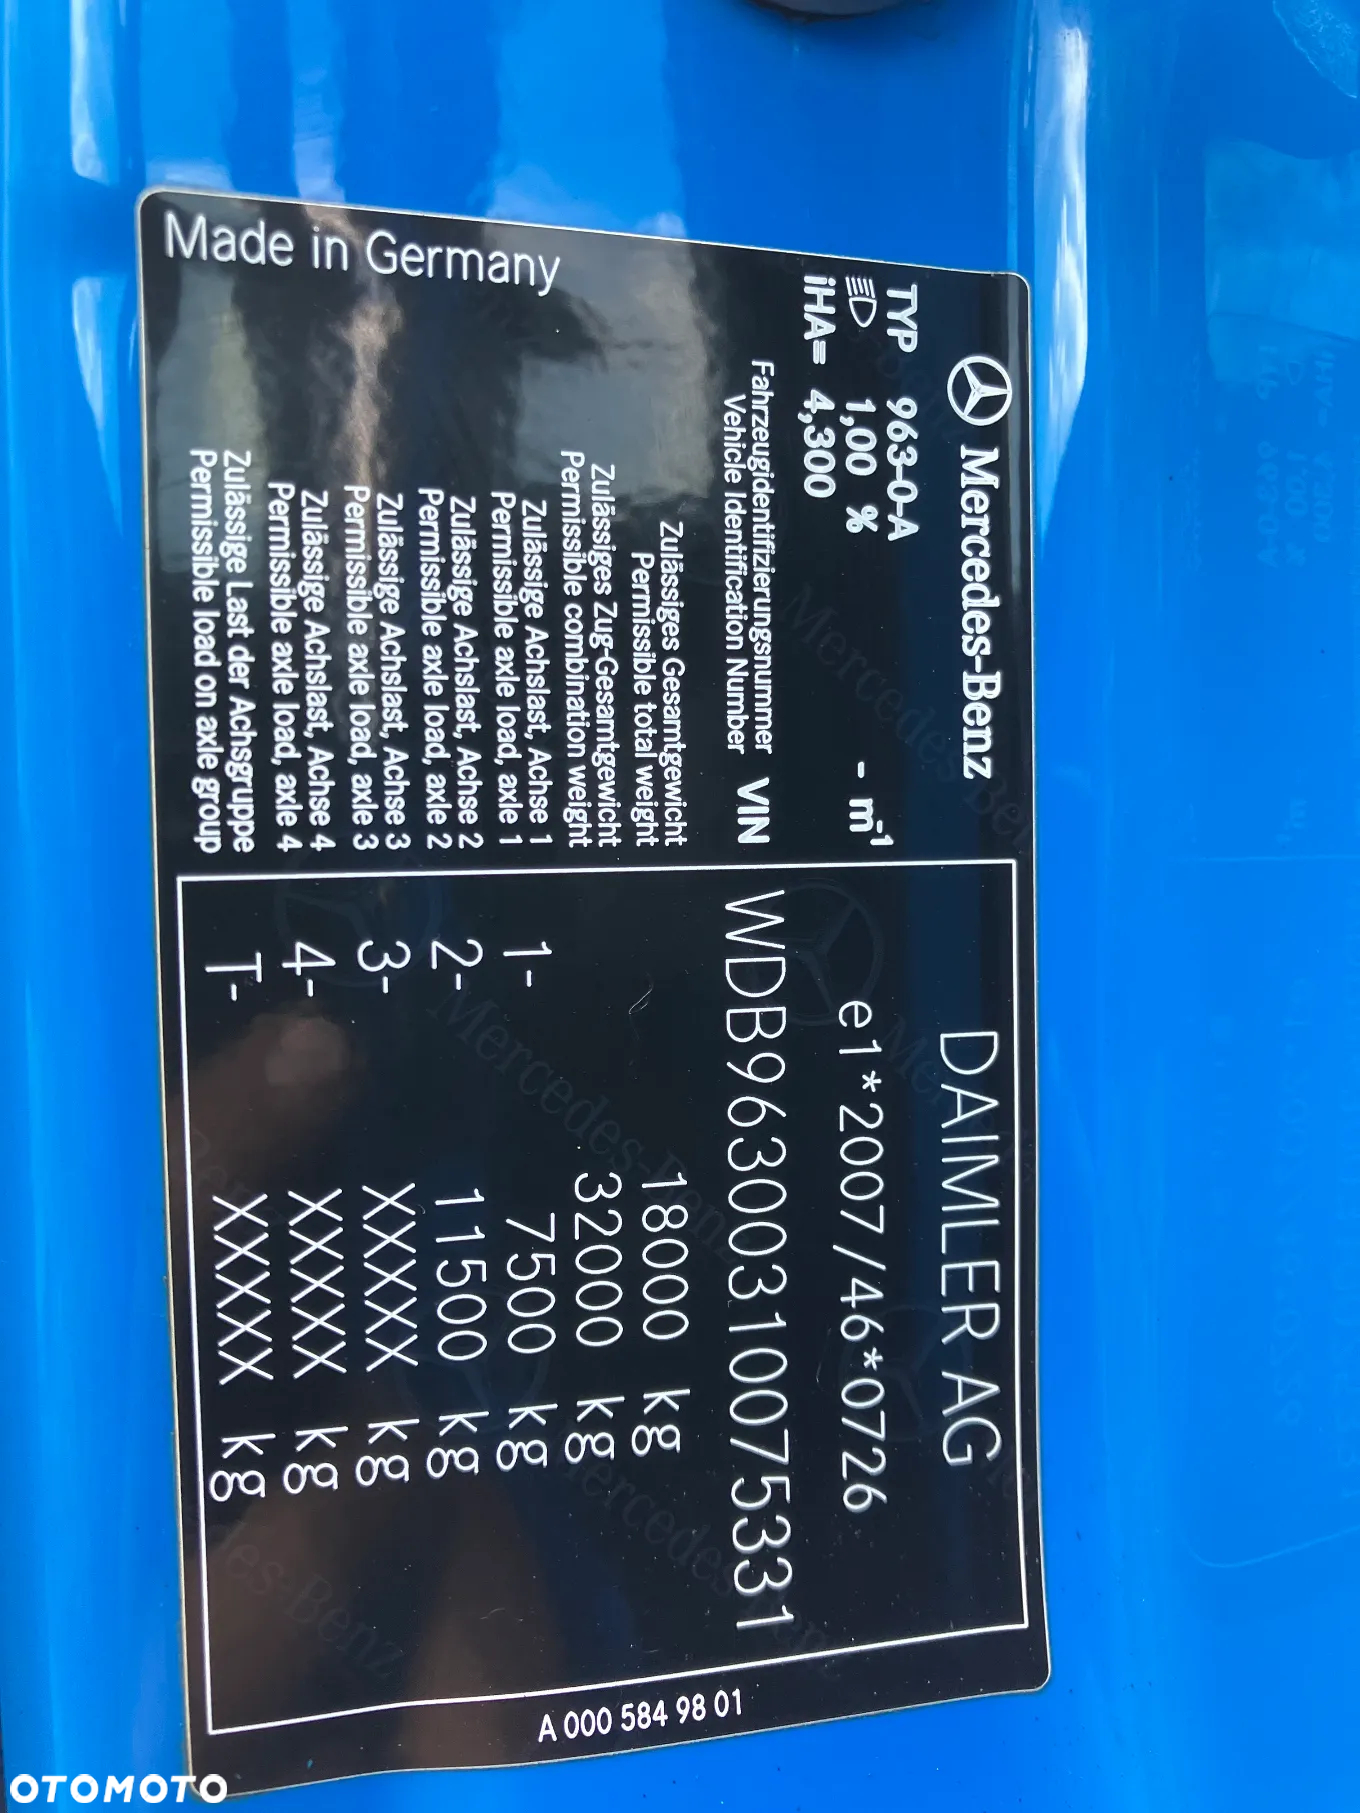 Mercedes-Benz
DAIMLER AG
TYP 963-0-A
1,00 % - m-1
e1*2007/46*0726
iHA= 4,300
Fahrzeugidentifizierungsnummer
Vehicle Identification Number
VIN
WDB96300310075331
Zulässiges Gesamtgewicht
Permissible total weight
18000 kg
Zulässiges Zug-Gesamtgewicht
Permissible combination weight
32000 kg
Zulässige Achslast, Achse 1
Permissible axle load, axle 1
1- 7500 kg
Zulässige Achslast, Achse 2
Permissible axle load, axle 2
2- 11500 kg
Zulässige Achslast, Achse 3
Permissible axle load, axle 3
3- XXXXX kg
Zulässige Achslast, Achse 4
Permissible axle load, axle 4
4- XXXXX kg
Zulässige Last der Achsgruppe
Permissible load on axle group
T- XXXXX kg
Made in Germany
A 000 584 98 01
OTOMOTO